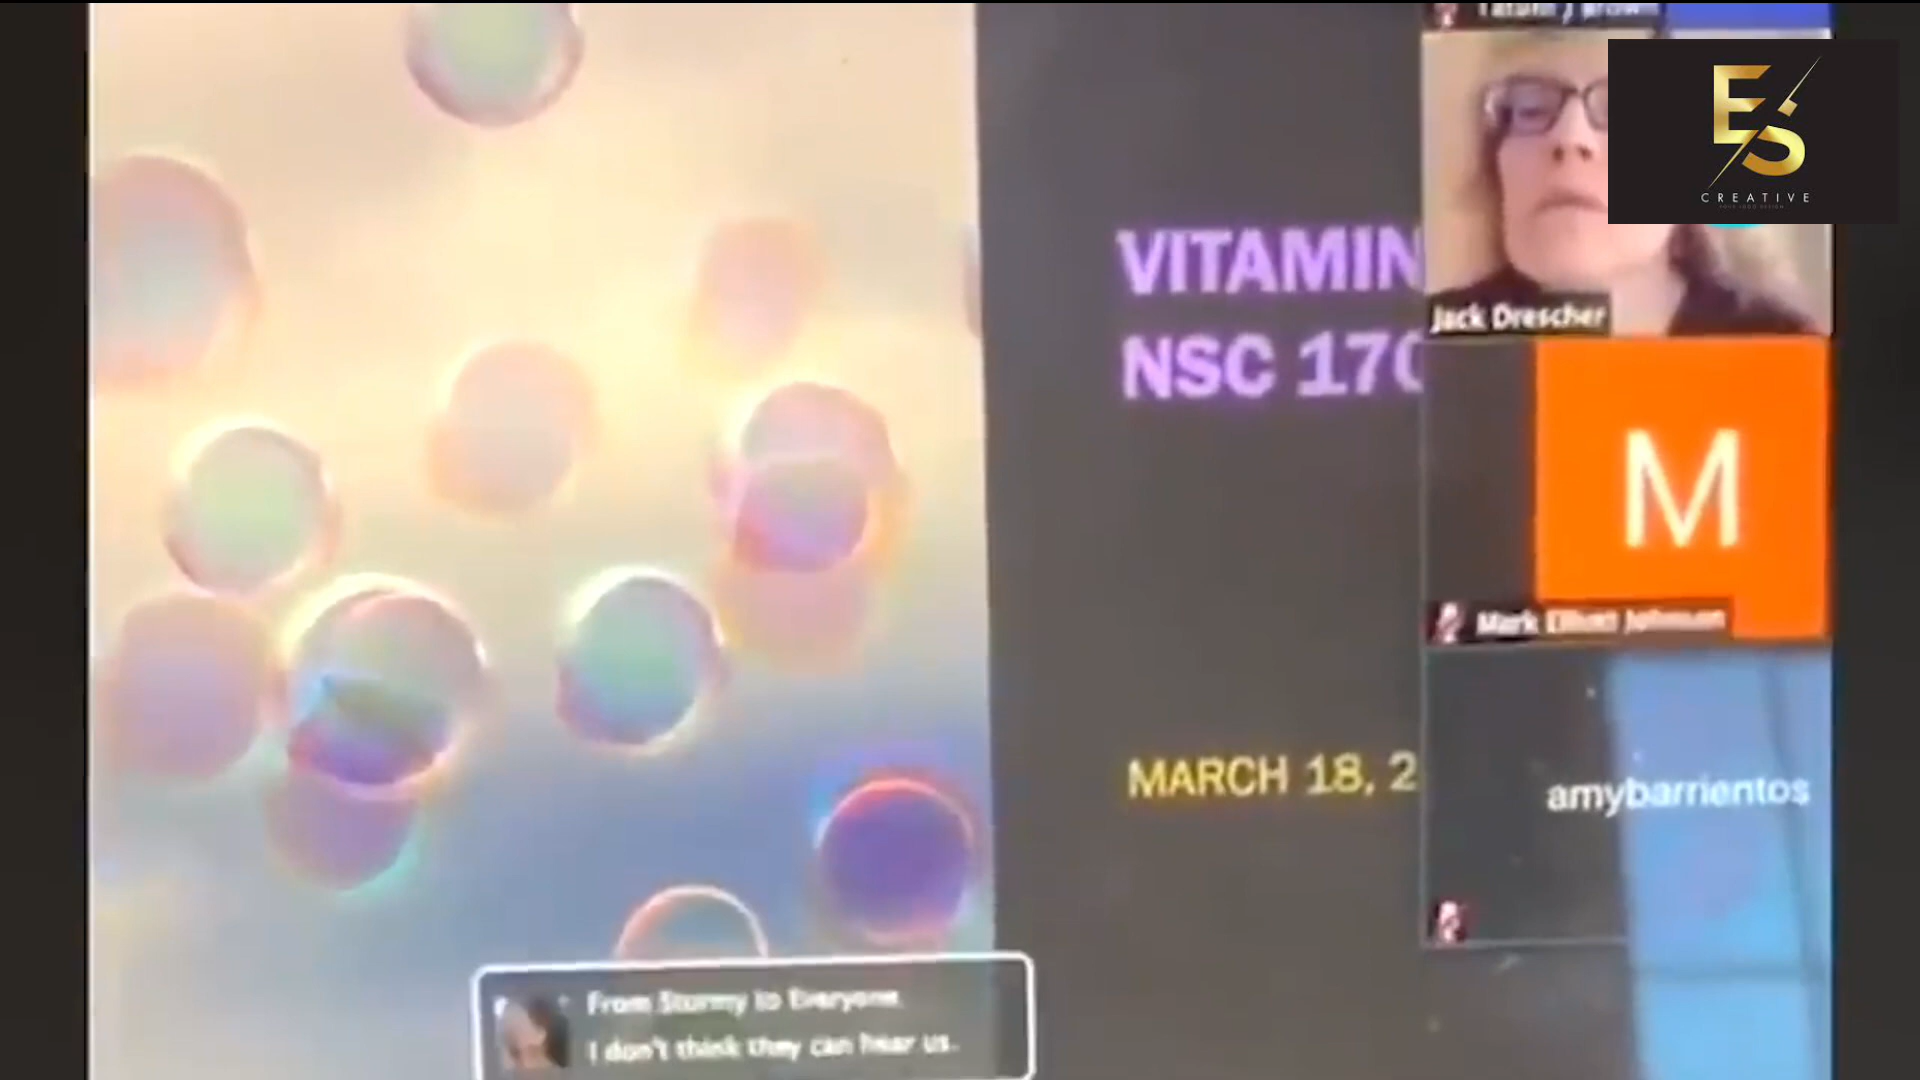 VITAMIN
NSC 170
MARCH 18, 2
Jack Drescher
M
Mark Elliott Johnson
amybarrientos
From Stormy to Everyone
I don't think they can hear us.
ES
CREATIVE